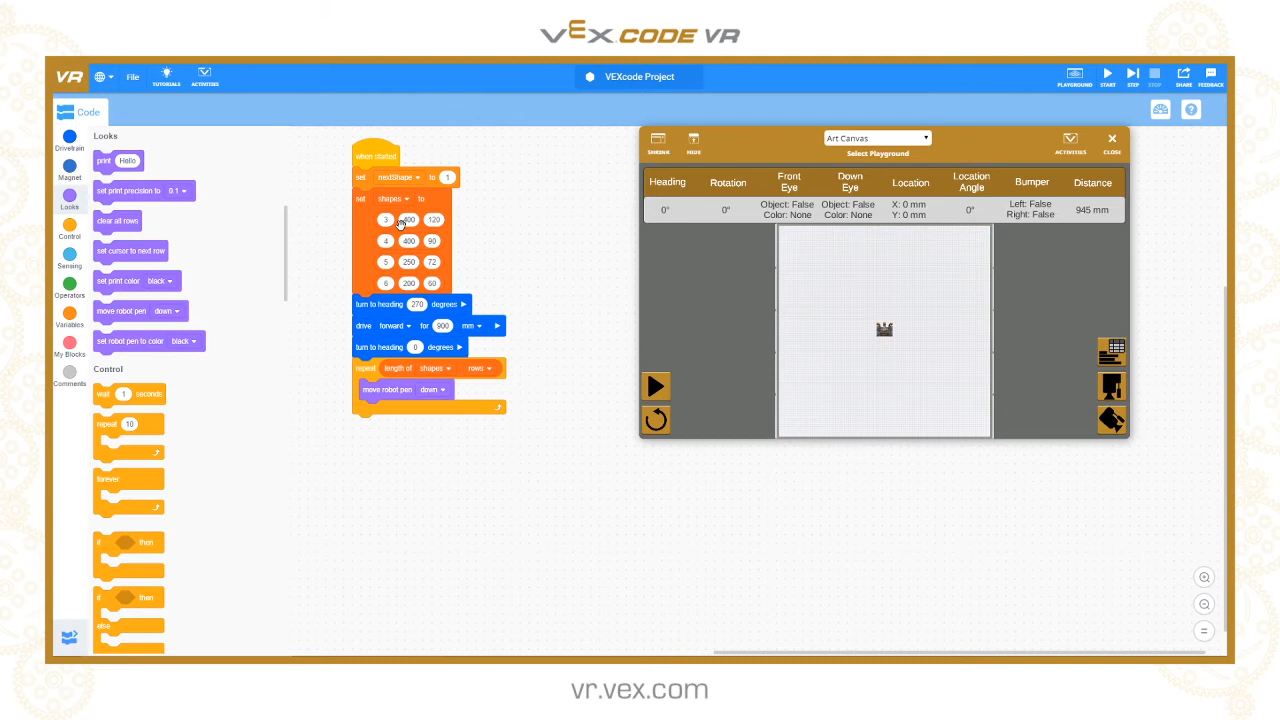 VEX CODE VR
VR
File
TUTORIALS
ACTIVITIES
VEXcode Project
PLAYGROUND
START
STEP
STOP
SHARE
FEEDBACK
Code
Drivetrain
Magnet
Looks
Control
Sensing
Operators
Variables
My Blocks
Comments
Looks
print Hello
set print precision to 0.1
clear all rows
set cursor to next row
set print color black
move robot pen down
set robot pen to color black
Control
wait 1 seconds
repeat 10
forever
if then
if then
else
when started
set nextShape to 1
set shapes to
3 400 120
4 400 90
5 250 72
6 200 60
turn to heading 270 degrees
drive forward for 900 mm
turn to heading 0 degrees
repeat length of shapes rows
move robot pen down
SHRINK
HIDE
Art Canvas
Select Playground
ACTIVITIES
CLOSE
Heading Rotation Front Eye Down Eye Location Location Angle Bumper Distance
0° 0° Object: False Object: False X: 0 mm 0° Left: False 945 mm
Color: None Color: None Y: 0 mm Right: False
vr.vex.com